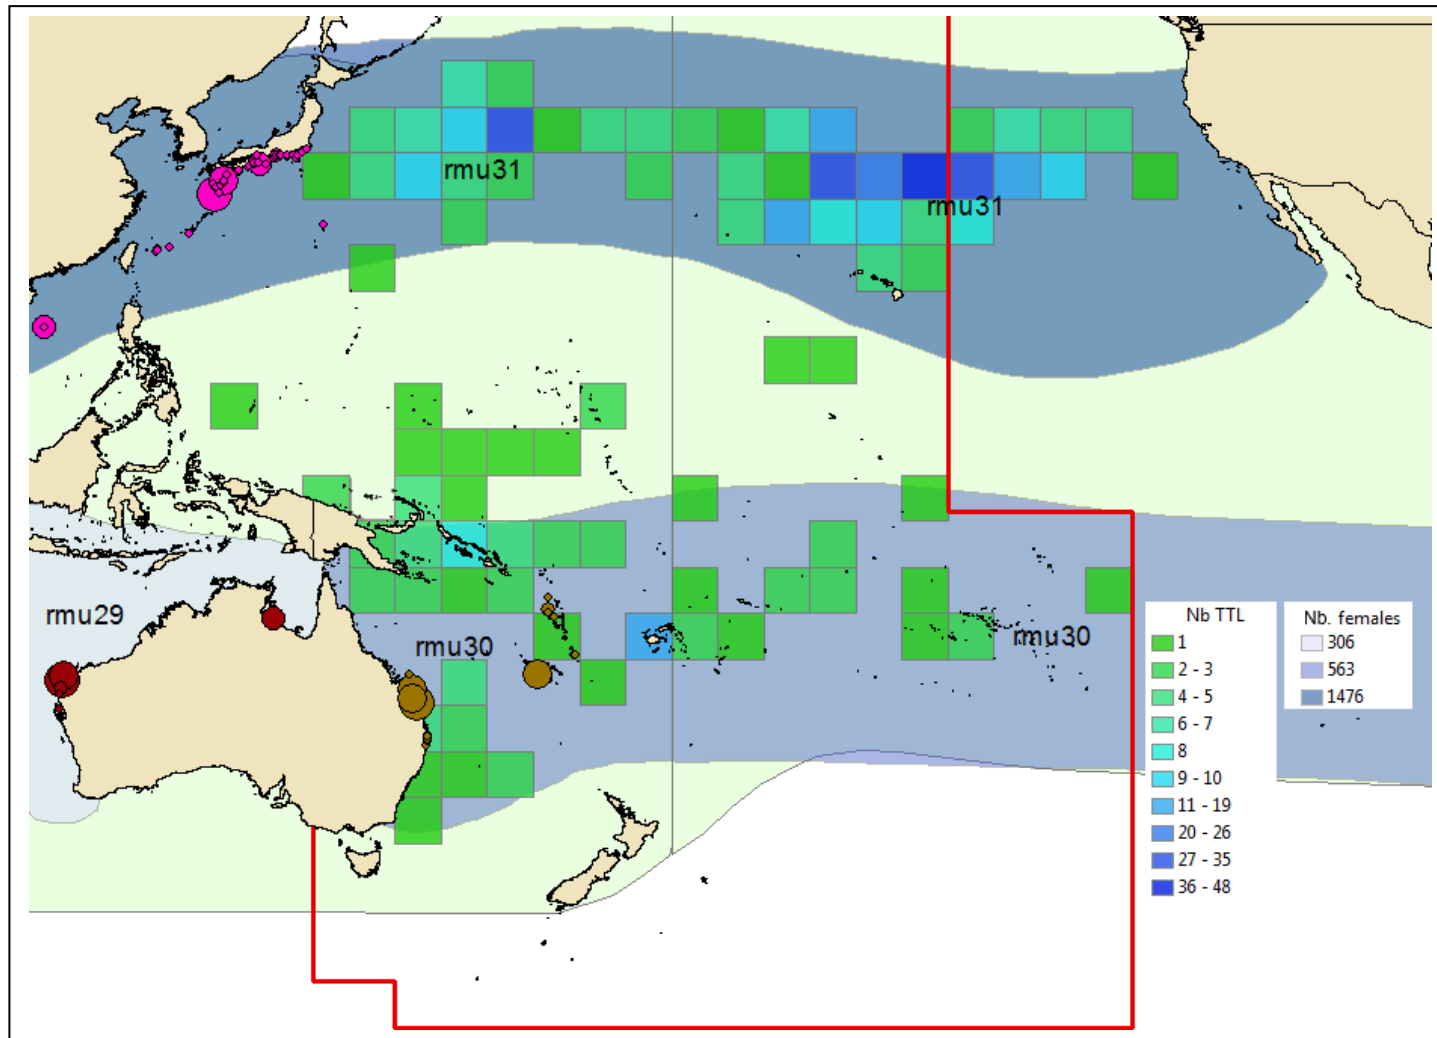 rmu31
rmu31
rmu29
rmu30
rmu30
Nb TTL
1
2 - 3
4 - 5
6 - 7
8
9 - 10
11 - 19
20 - 26
27 - 35
36 - 48
Nb. females
306
563
1476